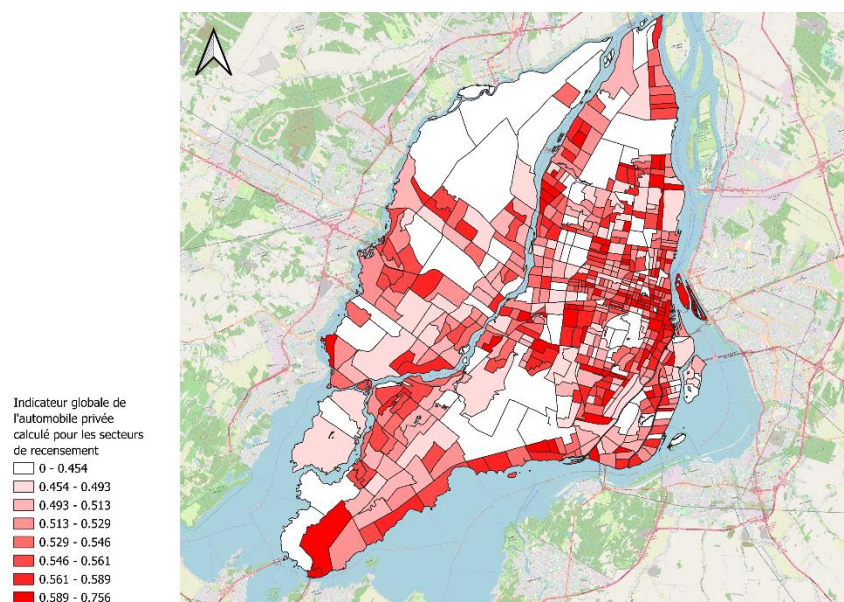 Indicateur globale de
l'automobile privée
calculé pour les secteurs
de recensement
0 - 0.454
0.454 - 0.493
0.493 - 0.513
0.513 - 0.529
0.529 - 0.546
0.546 - 0.561
0.561 - 0.589
0.589 - 0.756